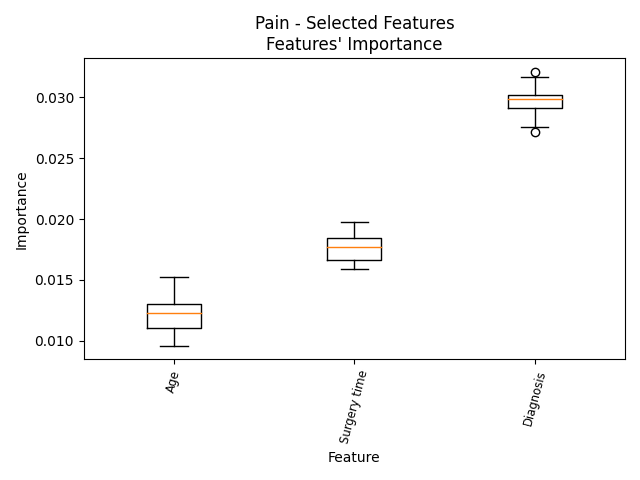 Pain - Selected Features
Features' Importance
0.030
0.025
0.020
0.015
0.010
Importance
Age
Surgery time
Diagnosis
Feature